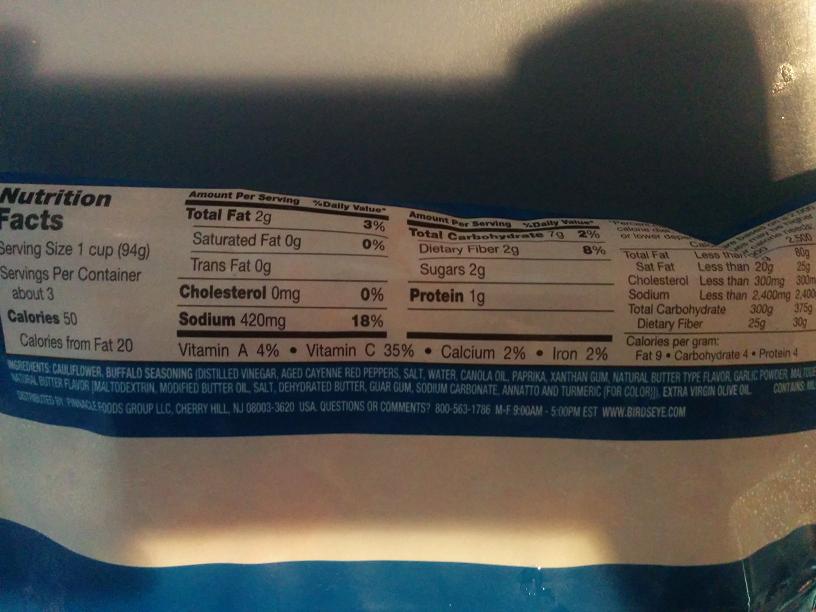 Nutrition
Facts
Serving Size 1 cup (94g)
Servings Per Container
about 3
Calories 50
Calories from Fat 20
Amount Per Serving %Daily Value*
Total Fat 2g 3%
Saturated Fat 0g 0%
Trans Fat 0g
Cholesterol 0mg 0%
Sodium 420mg 18%
Amount Per Serving %Daily Value*
Total Carbohydrate 7g 2%
Dietary Fiber 2g 8%
Sugars 2g
Protein 1g
Vitamin A 4% • Vitamin C 35% • Calcium 2% • Iron 2%
or lower
2,500
Total Fat Less than 80g
Sat Fat Less than 20g 25g
Cholesterol Less than 300mg
Sodium Less than 2,400mg
Total Carbohydrate 300g 375g
Dietary Fiber 25g 30g
Calories per gram:
Fat 9 • Carbohydrate 4 • Protein 4
INGREDIENTS: CAULIFLOWER, BUFFALO SEASONING (DISTILLED VINEGAR, AGED CAYENNE RED PEPPERS, SALT, WATER, CANOLA OIL, PAPRIKA, XANTHAN GUM, NATURAL BUTTER TYPE FLAVOR, GARLIC POWDER,
NATURAL BUTTER FLAVOR [MALTODEXTRIN, MODIFIED BUTTER OIL, SALT, DEHYDRATED BUTTER, GUAR GUM, SODIUM CARBONATE, ANNATTO AND TURMERIC (FOR COLOR)]), EXTRA VIRGIN OLIVE OIL. CONTAINS:
DISTRIBUTED BY: PINNACLE FOODS GROUP LLC, CHERRY HILL, NJ 08003-3620 USA. QUESTIONS OR COMMENTS? 800-563-1786 M-F 9:00AM - 5:00PM EST WWW.BIRDSEYE.COM